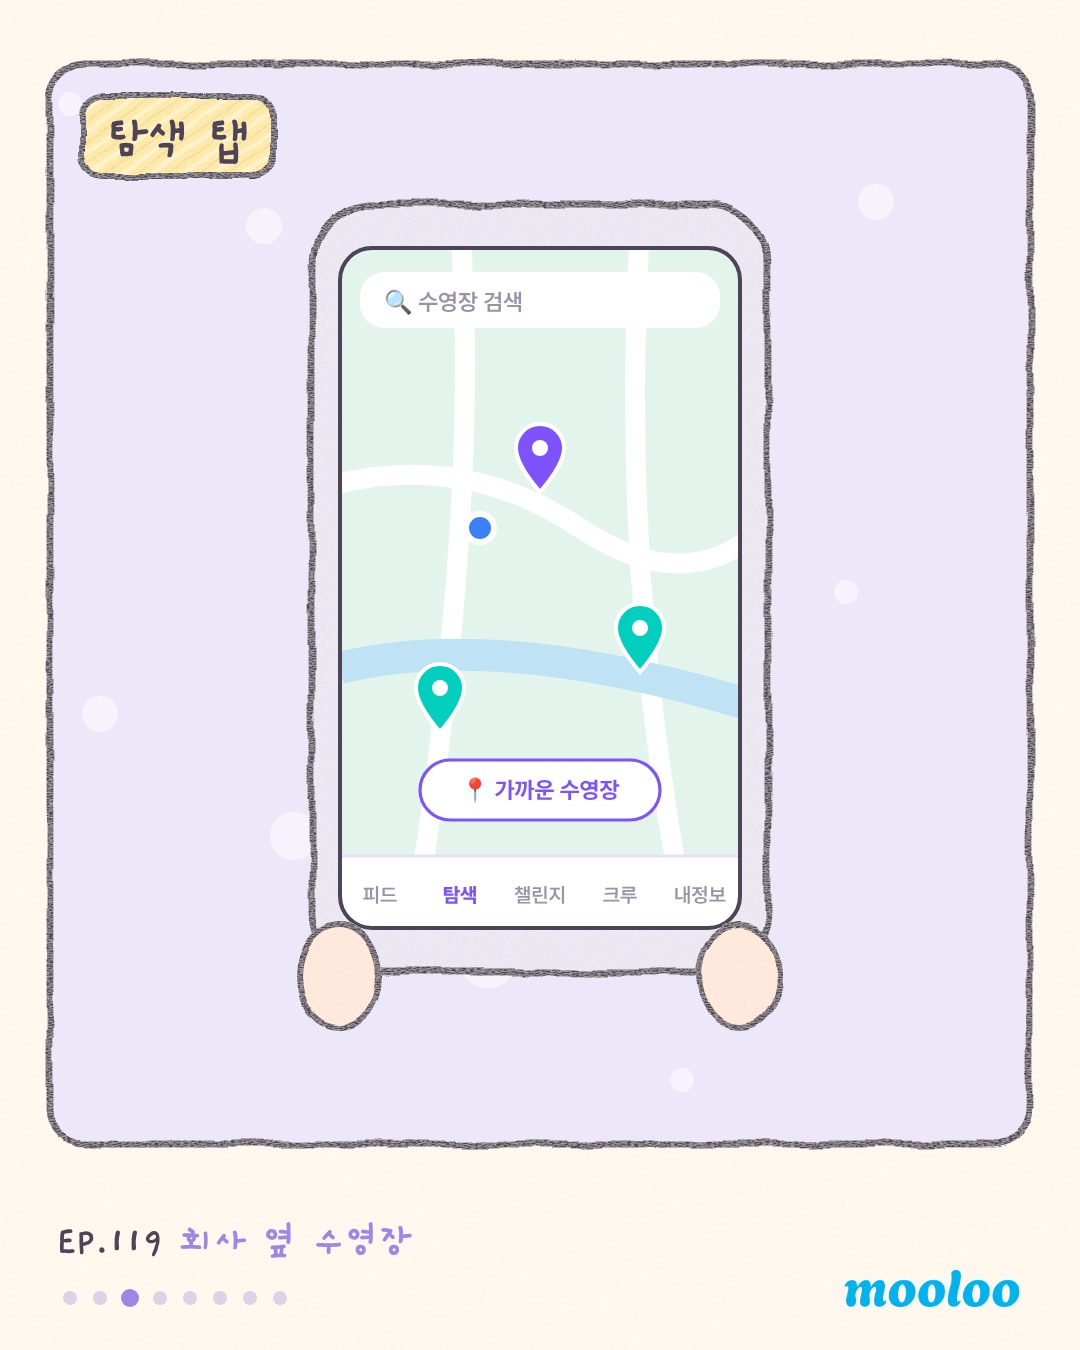 탐색 탭
🔍 수영장 검색
📍 가까운 수영장
피드 탐색 챌린지 크루 내정보
EP.119 회사 옆 수영장
mooloo